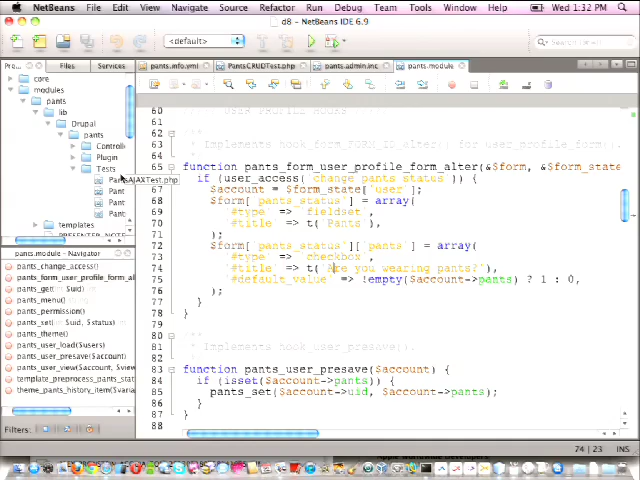 NetBeans File Edit View Navigate Source Refactor Run Debug Team Tools Window Help Wed 1:32 PM
d8 – NetBeans IDE 6.9
<default>
Search
Pro... Files Services
pants.info.yml PantsCRUDTest.php pants.admin.inc pants.module
core
modules
pants
lib
Drupal
pants
Controll
Plugin
Tests
PantsAJAXTest.php
Pant
Pant
Pant
templates
pants.module – Navigator
pants_change_access()
pants_form_user_profile_form_al
pants_get($uid)
pants_menu()
pants_permission()
pants_set($uid, $status)
pants_theme()
pants_user_load($users)
pants_user_presave($account)
pants_user_view($account, $view
template_preprocess_pants_stat
theme_pants_history_item($varia
Filters:
60
61 // USER PROFILE HOOKS
62
63 /**
64 * Implements hook_form_FORM_ID_alter() for user_profile_form().
65
66 function pants_form_user_profile_form_alter(&$form, &$form_state
67 if (user_access('change pants status')) {
$account = $form_state['user'];
68 $form['pants_status'] = array(
69 '#type' => 'fieldset',
70 '#title' => t('Pants'),
71 );
72 $form['pants_status']['pants'] = array(
73 '#type' => 'checkbox',
74 '#title' => t('Are you wearing pants?'),
75 '#default_value' => !empty($account->pants) ? 1 : 0,
76 );
77 }
78 }
80 /**
81 * Implements hook_user_presave().
82
83 function pants_user_presave($account) {
84 if (isset($account->pants)) {
85 pants_set($account->uid, $account->pants);
86 }
87 }
88
74 | 23 INS